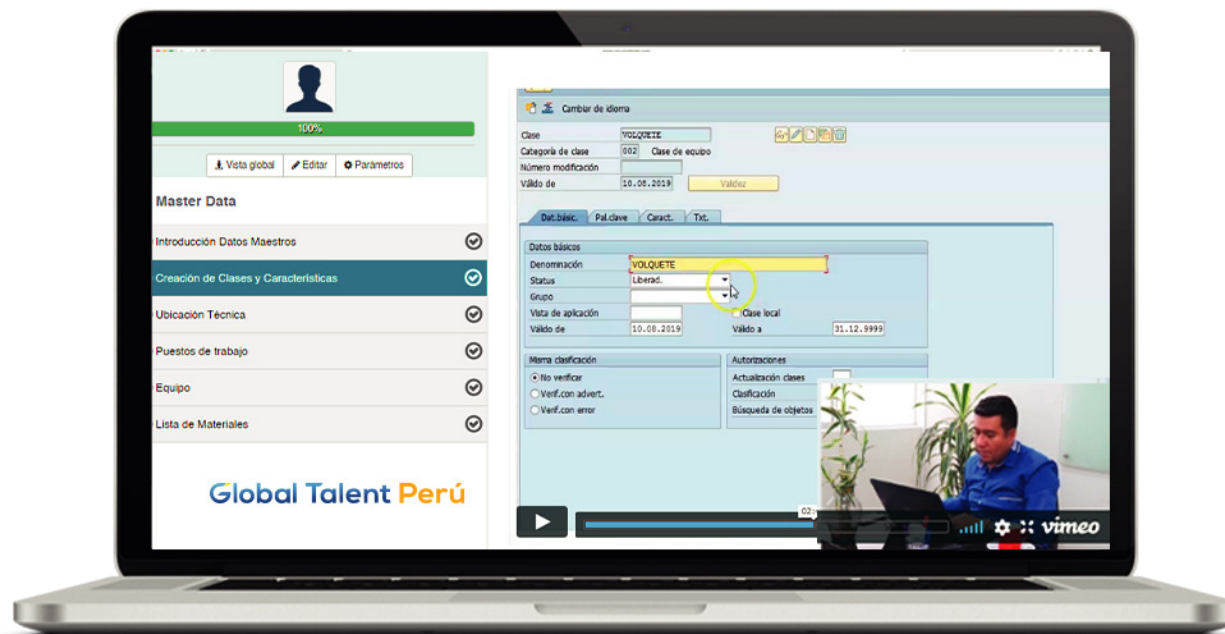 100%
Vista global Editar Parámetros
Master Data
Introducción Datos Maestros
Creación de Clases y Características
Ubicación Técnica
Puestos de trabajo
Equipo
Lista de Materiales
Global Talent Perú
Cambiar de idioma
Clase VOLQUETE
Categoría de clase 002 Clase de equipo
Número modificación
Válido de 10.08.2019 Validez
Dat.básic. Pal.clave Caract. Txt.
Datos básicos
Denominación VOLQUETE
Status Liberad.
Grupo
Vista de aplicación Clase local
Válido de 10.08.2019 Válido a 31.12.9999
Misma clasificación Autorizaciones
No verificar Actualización clases
Verif.con advert. Clasificación
Verif.con error Búsqueda de objetos
vimeo